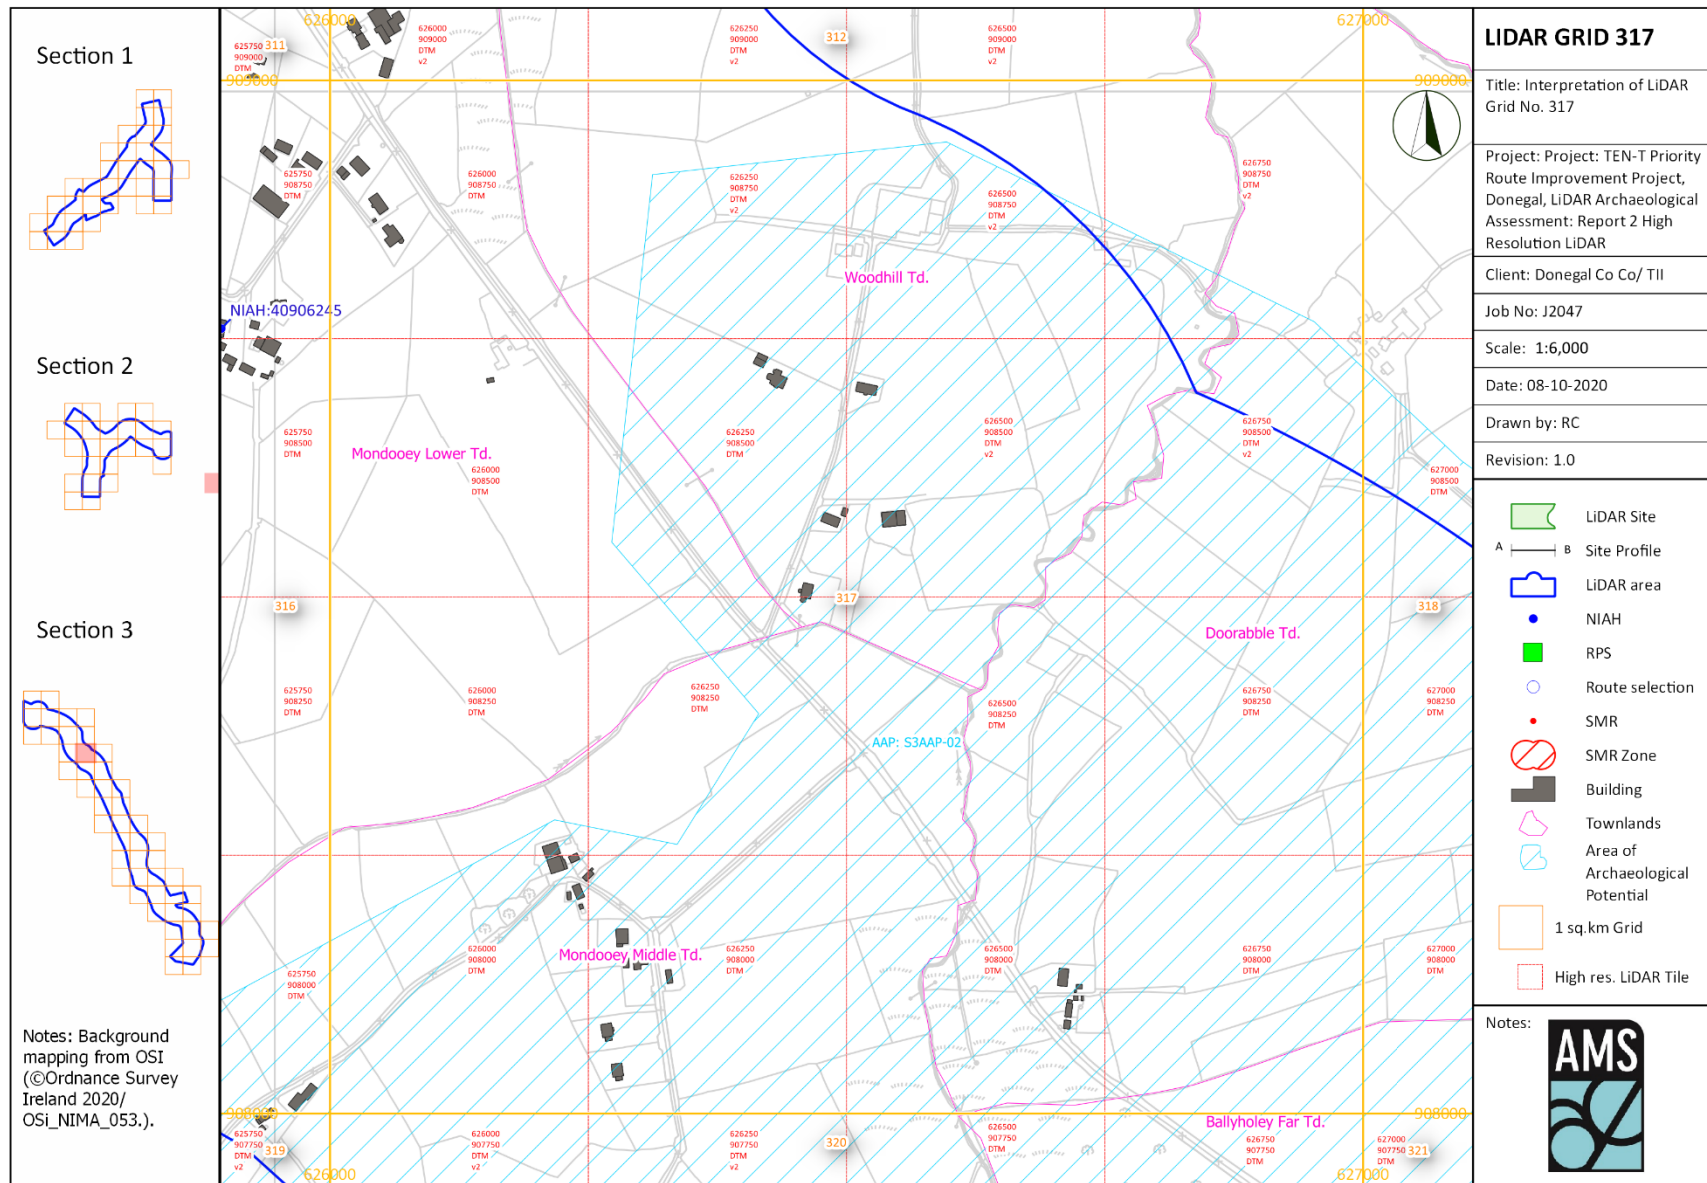 Section 1
Section 2
Section 3
Notes: Background
mapping from OSI
(©Ordnance Survey
Ireland 2020/
OSi_NIMA_053.).
626000
627000
625750
909000
DTM
311
626000
909000
DTM
v2
626250
909000
DTM
v2
312
626500
909000
DTM
v2
909000
909000
625750
908750
DTM
626000
908750
DTM
626250
908750
DTM
v2
626500
908750
DTM
v2
626750
908750
DTM
v2
Woodhill Td.
NIAH:40906245
625750
908500
DTM
Mondooey Lower Td.
626000
908500
DTM
626250
908500
DTM
626500
908500
DTM
v2
626750
908500
DTM
v2
627000
908500
DTM
316
317
318
Doorabble Td.
625750
908250
DTM
626000
908250
DTM
626250
908250
DTM
626500
908250
DTM
626750
908250
DTM
627000
908250
DTM
AAP: S3AAP-02
625750
908000
DTM
626000
908000
DTM
Mondooey Middle Td.
626250
908000
DTM
626500
908000
DTM
626750
908000
DTM
627000
908000
DTM
908000
908000
Ballyholey Far Td.
625750
907750
DTM
v2
319
626000
907750
DTM
v2
626250
907750
DTM
v2
320
626500
907750
DTM
626750
907750
DTM
627000
907750
DTM
321
626000
627000
LIDAR GRID 317
Title: Interpretation of LiDAR
Grid No. 317
Project: Project: TEN-T Priority
Route Improvement Project,
Donegal, LiDAR Archaeological
Assessment: Report 2 High
Resolution LiDAR
Client: Donegal Co Co/ TII
Job No: J2047
Scale: 1:6,000
Date: 08-10-2020
Drawn by: RC
Revision: 1.0
LiDAR Site
A B Site Profile
LiDAR area
NIAH
RPS
Route selection
SMR
SMR Zone
Building
Townlands
Area of
Archaeological
Potential
1 sq.km Grid
High res. LiDAR Tile
Notes:
AMS